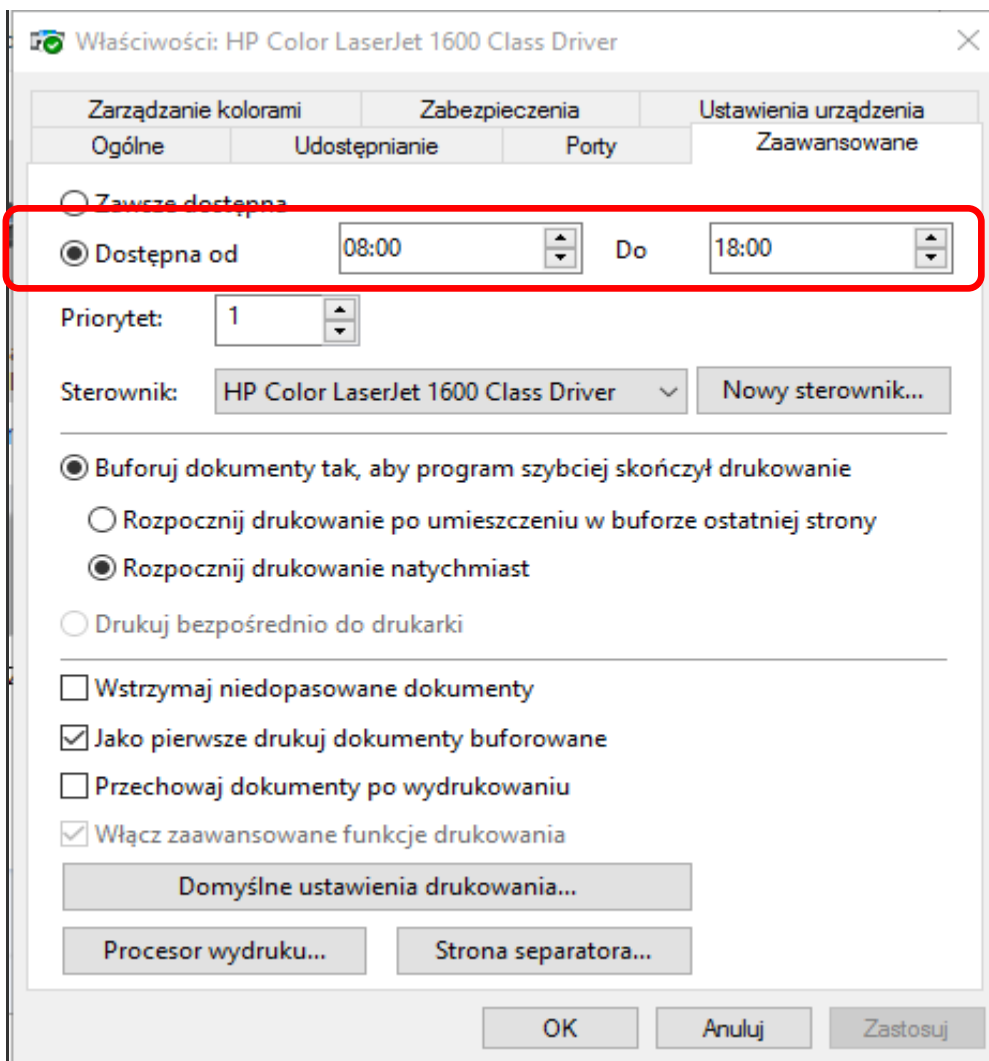 Właściwości: HP Color LaserJet 1600 Class Driver
Zarządzanie kolorami Zabezpieczenia Ustawienia urządzenia
Ogólne Udostępnianie Porty Zaawansowane
Zawsze dostępna
Dostępna od 08:00 Do 18:00
Priorytet: 1
Sterownik: HP Color LaserJet 1600 Class Driver Nowy sterownik...
Buforuj dokumenty tak, aby program szybciej skończył drukowanie
Rozpocznij drukowanie po umieszczeniu w buforze ostatniej strony
Rozpocznij drukowanie natychmiast
Drukuj bezpośrednio do drukarki
Wstrzymaj niedopasowane dokumenty
Jako pierwsze drukuj dokumenty buforowane
Przechowaj dokumenty po wydrukowaniu
Włącz zaawansowane funkcje drukowania
Domyślne ustawienia drukowania...
Procesor wydruku... Strona separatora...
OK Anuluj Zastosuj